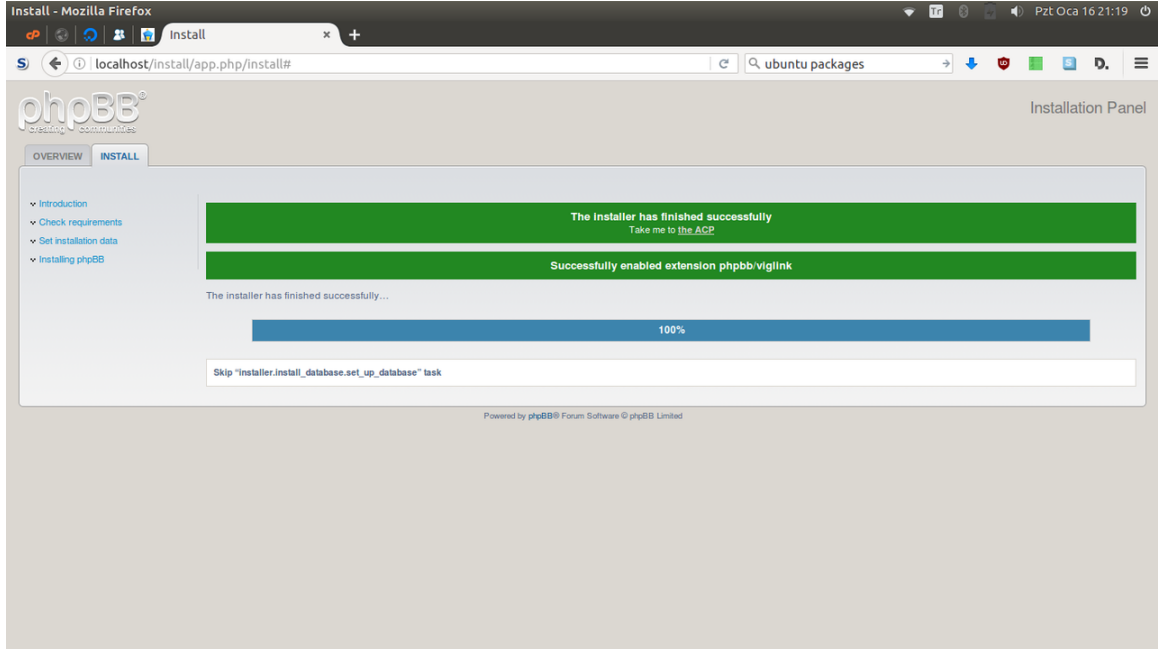 Install - Mozilla Firefox
Tr
Pzt Oca 16 21:19
Install
localhost/install/app.php/install#
ubuntu packages
phpBB®
creating communities
Installation Panel
OVERVIEW
INSTALL
Introduction
Check requirements
Set installation data
Installing phpBB
The installer has finished successfully
Take me to the ACP
Successfully enabled extension phpbb/viglink
The installer has finished successfully…
100%
Skip “installer.install_database.set_up_database” task
Powered by phpBB® Forum Software © phpBB Limited